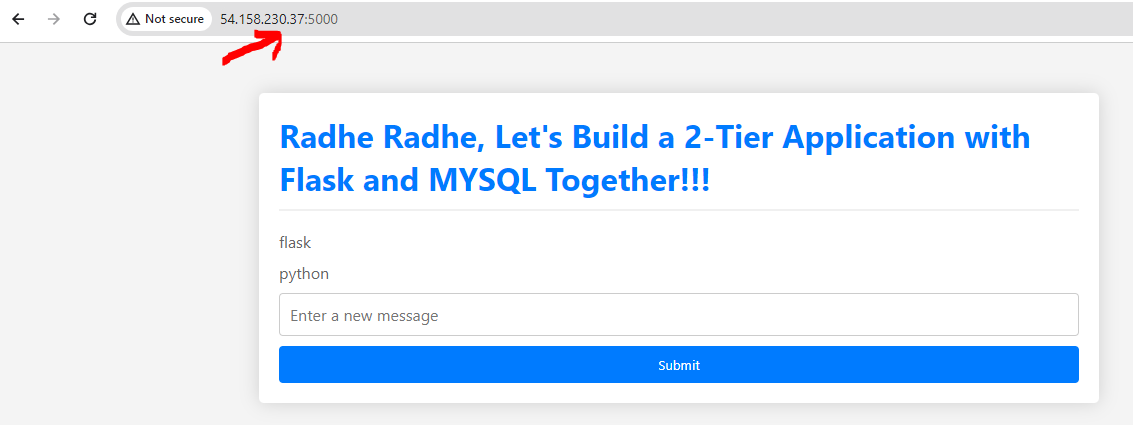 Not secure 54.158.230.37:5000
Radhe Radhe, Let's Build a 2-Tier Application with
Flask and MYSQL Together!!!
flask
python
Enter a new message
Submit